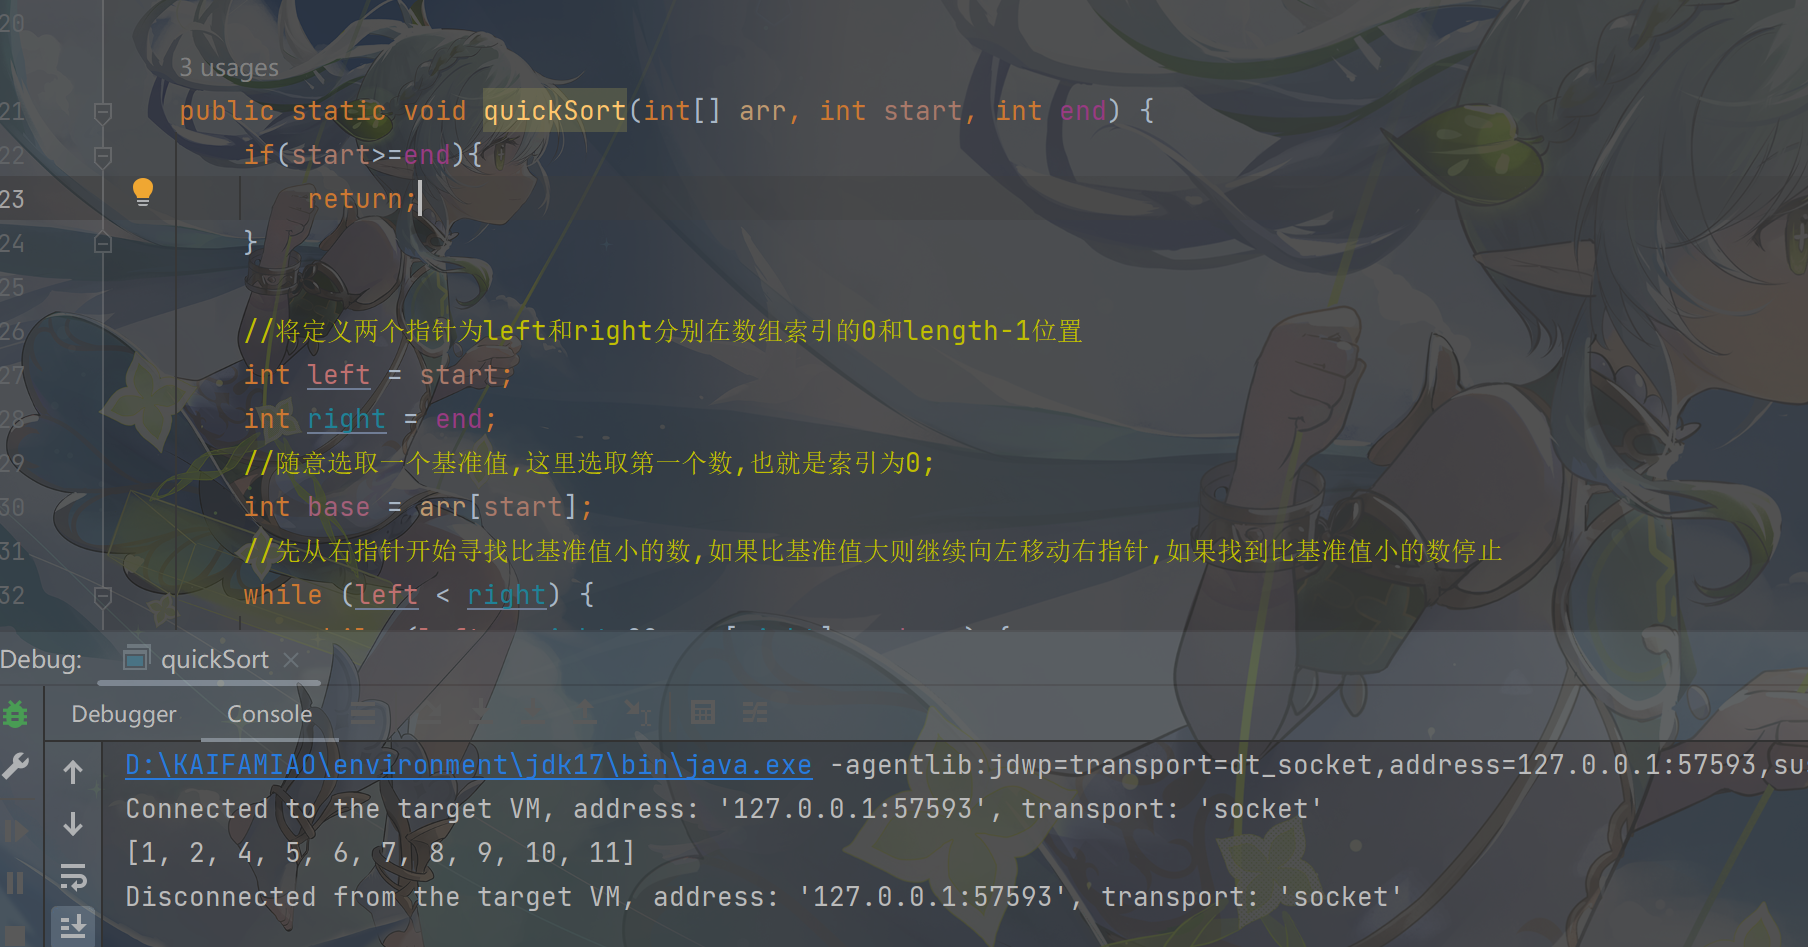 20
3 usages
21 public static void quickSort(int[] arr, int start, int end) {
22 if(start>=end){
23 return;
24 }
25
26 //将定义两个指针为left和right分别在数组索引的0和length-1位置
27 int left = start;
28 int right = end;
29 //随意选取一个基准值,这里选取第一个数,也就是索引为0;
30 int base = arr[start];
31 //先从右指针开始寻找比基准值小的数,如果比基准值大则继续向左移动右指针,如果找到比基准值小的数停止
32 while (left < right) {
Debug: quickSort
Debugger Console
D:\KAIFAMIAO\environment\jdk17\bin\java.exe -agentlib:jdwp=transport=dt_socket,address=127.0.0.1:57593,su
Connected to the target VM, address: '127.0.0.1:57593', transport: 'socket'
[1, 2, 4, 5, 6, 7, 8, 9, 10, 11]
Disconnected from the target VM, address: '127.0.0.1:57593', transport: 'socket'